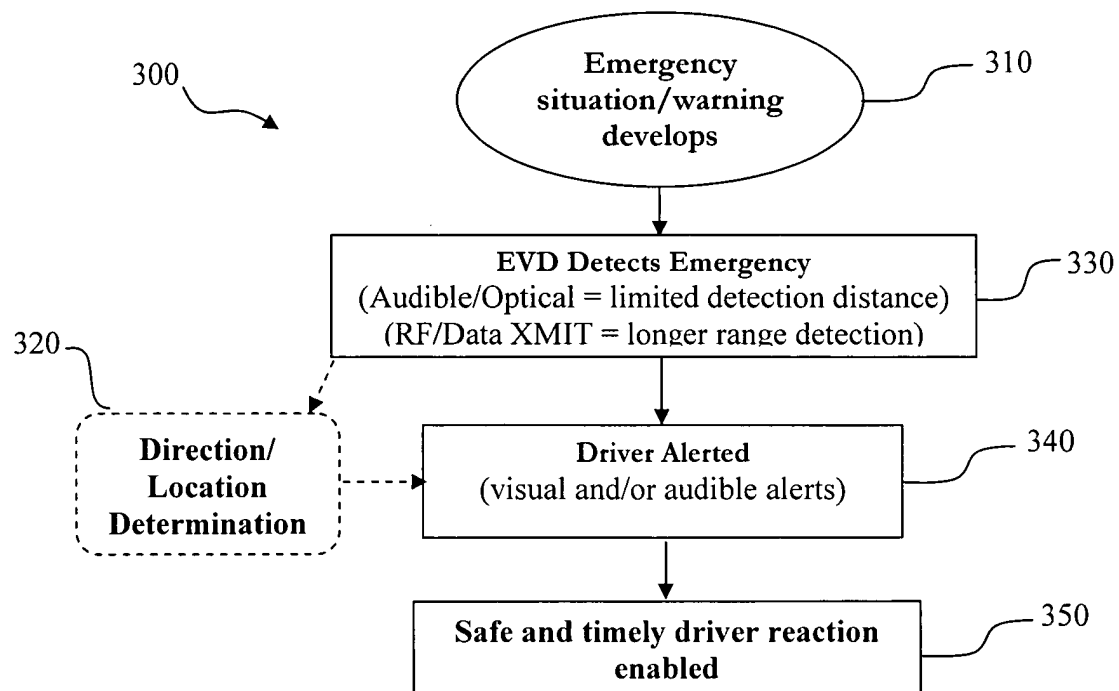 300
Emergency
situation/warning
develops
310
EVD Detects Emergency
(Audible/Optical = limited detection distance)
(RF/Data XMIT = longer range detection)
330
320
Direction/
Location
Determination
Driver Alerted
(visual and/or audible alerts)
340
Safe and timely driver reaction
enabled
350